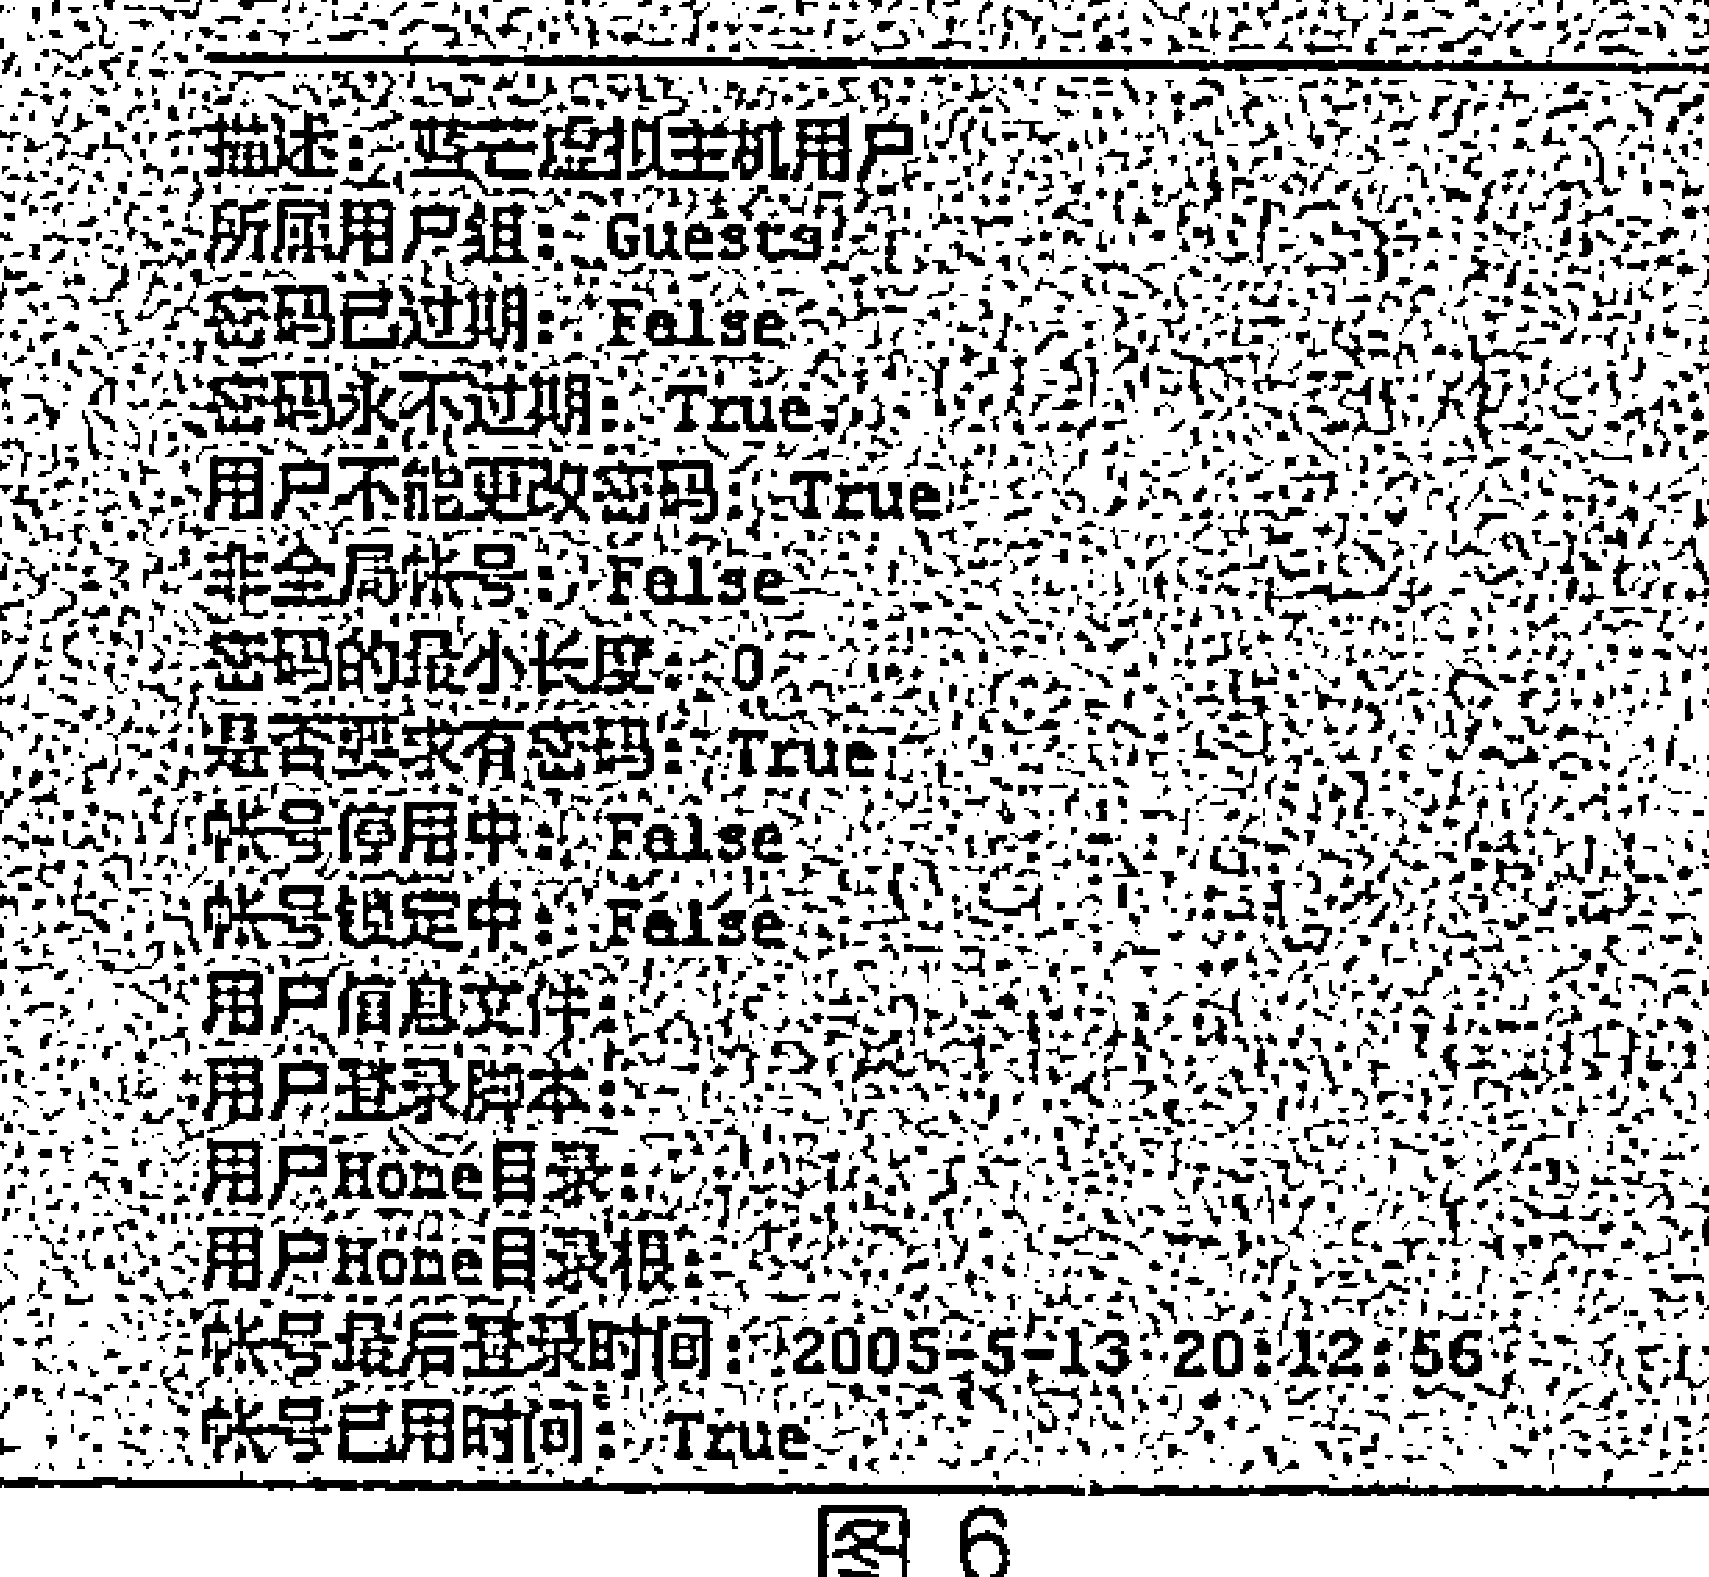 描述: 亚芒虚拟主机用户
所属用户组: Guests
密码已过期: False
密码永不过期: True
用户不能更改密码: True
非全局帐号: False
密码的最小长度: 0
是否要求有密码: True
帐号停用中: False
帐号锁定中: False
用户信息文件:
用户登录脚本:
用户Home目录:
用户Home目录根:
帐号最后登录时间: 2005-5-13 20:12:56
帐号已用时间: True
图 6